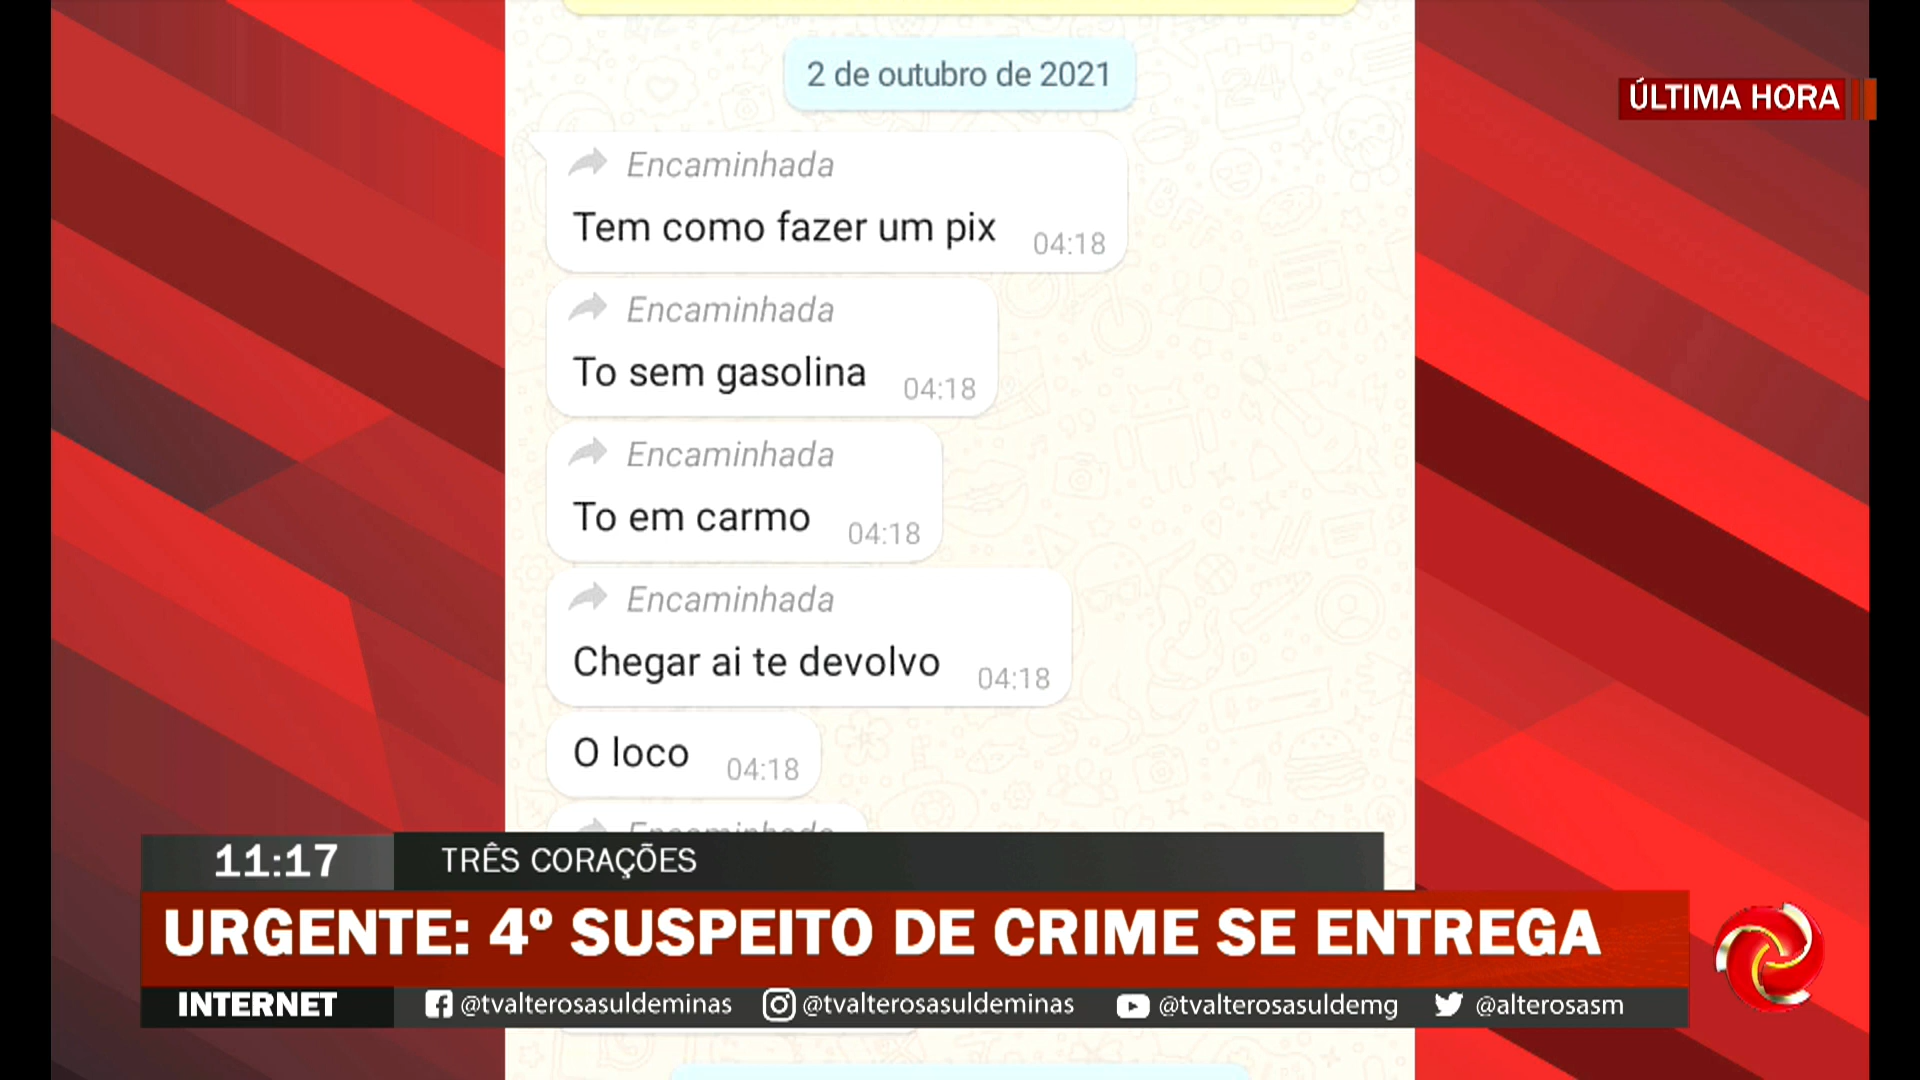 2 de outubro de 2021
ÚLTIMA HORA
Encaminhada
Tem como fazer um pix 04:18
Encaminhada
To sem gasolina 04:18
Encaminhada
To em carmo 04:18
Encaminhada
Chegar ai te devolvo 04:18
O loco 04:18
Encaminhada
11:17 TRÊS CORAÇÕES
URGENTE: 4º SUSPEITO DE CRIME SE ENTREGA
INTERNET @tvalterosasuldeminas @tvalterosasuldeminas @tvalterosasuldemg @alterosasm